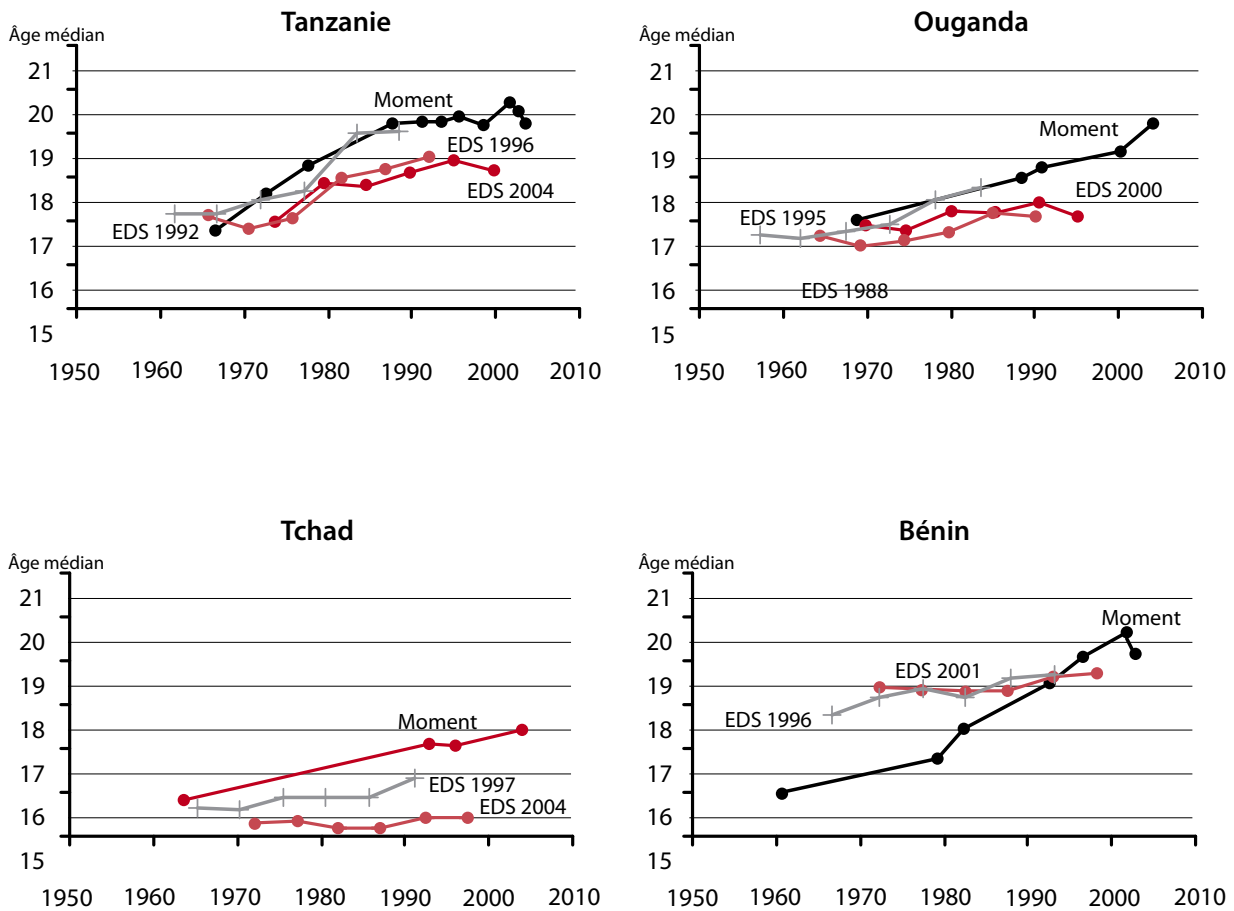 Tanzanie
Âge médian
21
20
19
18
17
16
15
Moment
EDS 1996
EDS 2004
EDS 1992
1950 1960 1970 1980 1990 2000 2010
Ouganda
Âge médian
21
20
19
18
17
16
15
Moment
EDS 2000
EDS 1995
EDS 1988
1950 1960 1970 1980 1990 2000 2010
Tchad
Âge médian
21
20
19
18
17
16
15
Moment
EDS 1997
EDS 2004
1950 1960 1970 1980 1990 2000 2010
Bénin
Âge médian
21
20
19
18
17
16
15
Moment
EDS 2001
EDS 1996
1950 1960 1970 1980 1990 2000 2010